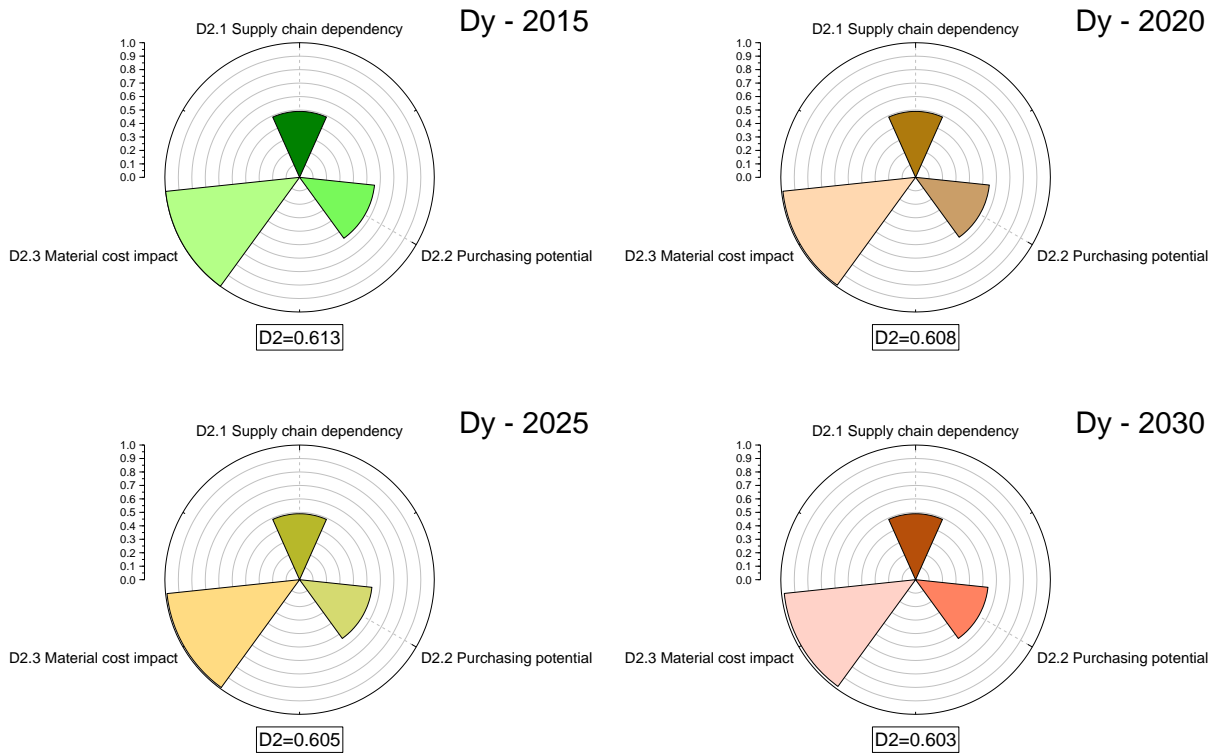 Dy - 2015
D2.1 Supply chain dependency
1.0
0.9
0.8
0.7
0.6
0.5
0.4
0.3
0.2
0.1
0.0
D2.3 Material cost impact
D2.2 Purchasing potential
D2=0.613
Dy - 2020
D2.1 Supply chain dependency
1.0
0.9
0.8
0.7
0.6
0.5
0.4
0.3
0.2
0.1
0.0
D2.3 Material cost impact
D2.2 Purchasing potential
D2=0.608
Dy - 2025
D2.1 Supply chain dependency
1.0
0.9
0.8
0.7
0.6
0.5
0.4
0.3
0.2
0.1
0.0
D2.3 Material cost impact
D2.2 Purchasing potential
D2=0.605
Dy - 2030
D2.1 Supply chain dependency
1.0
0.9
0.8
0.7
0.6
0.5
0.4
0.3
0.2
0.1
0.0
D2.3 Material cost impact
D2.2 Purchasing potential
D2=0.603